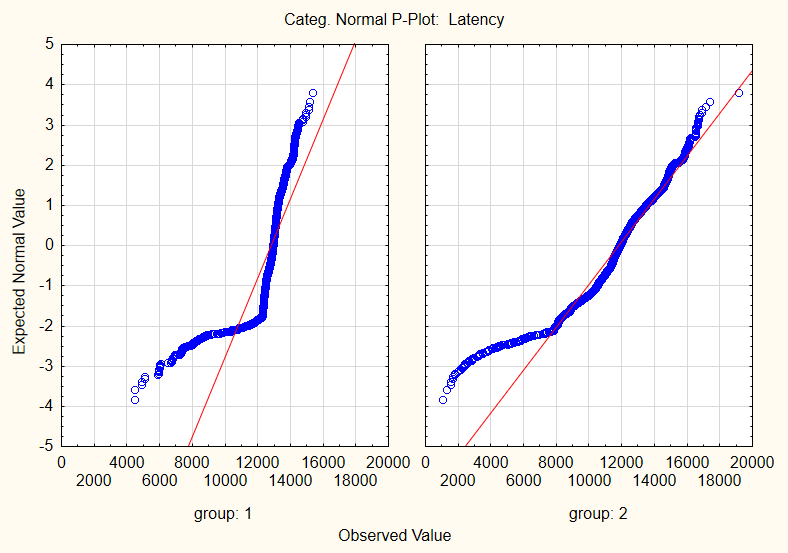 Categ. Normal P-Plot: Latency
Expected Normal Value
5
4
3
2
1
0
-1
-2
-3
-4
-5
0 4000 8000 12000 16000 20000
2000 6000 10000 14000 18000
group: 1
0 4000 8000 12000 16000 20000
2000 6000 10000 14000 18000
group: 2
Observed Value